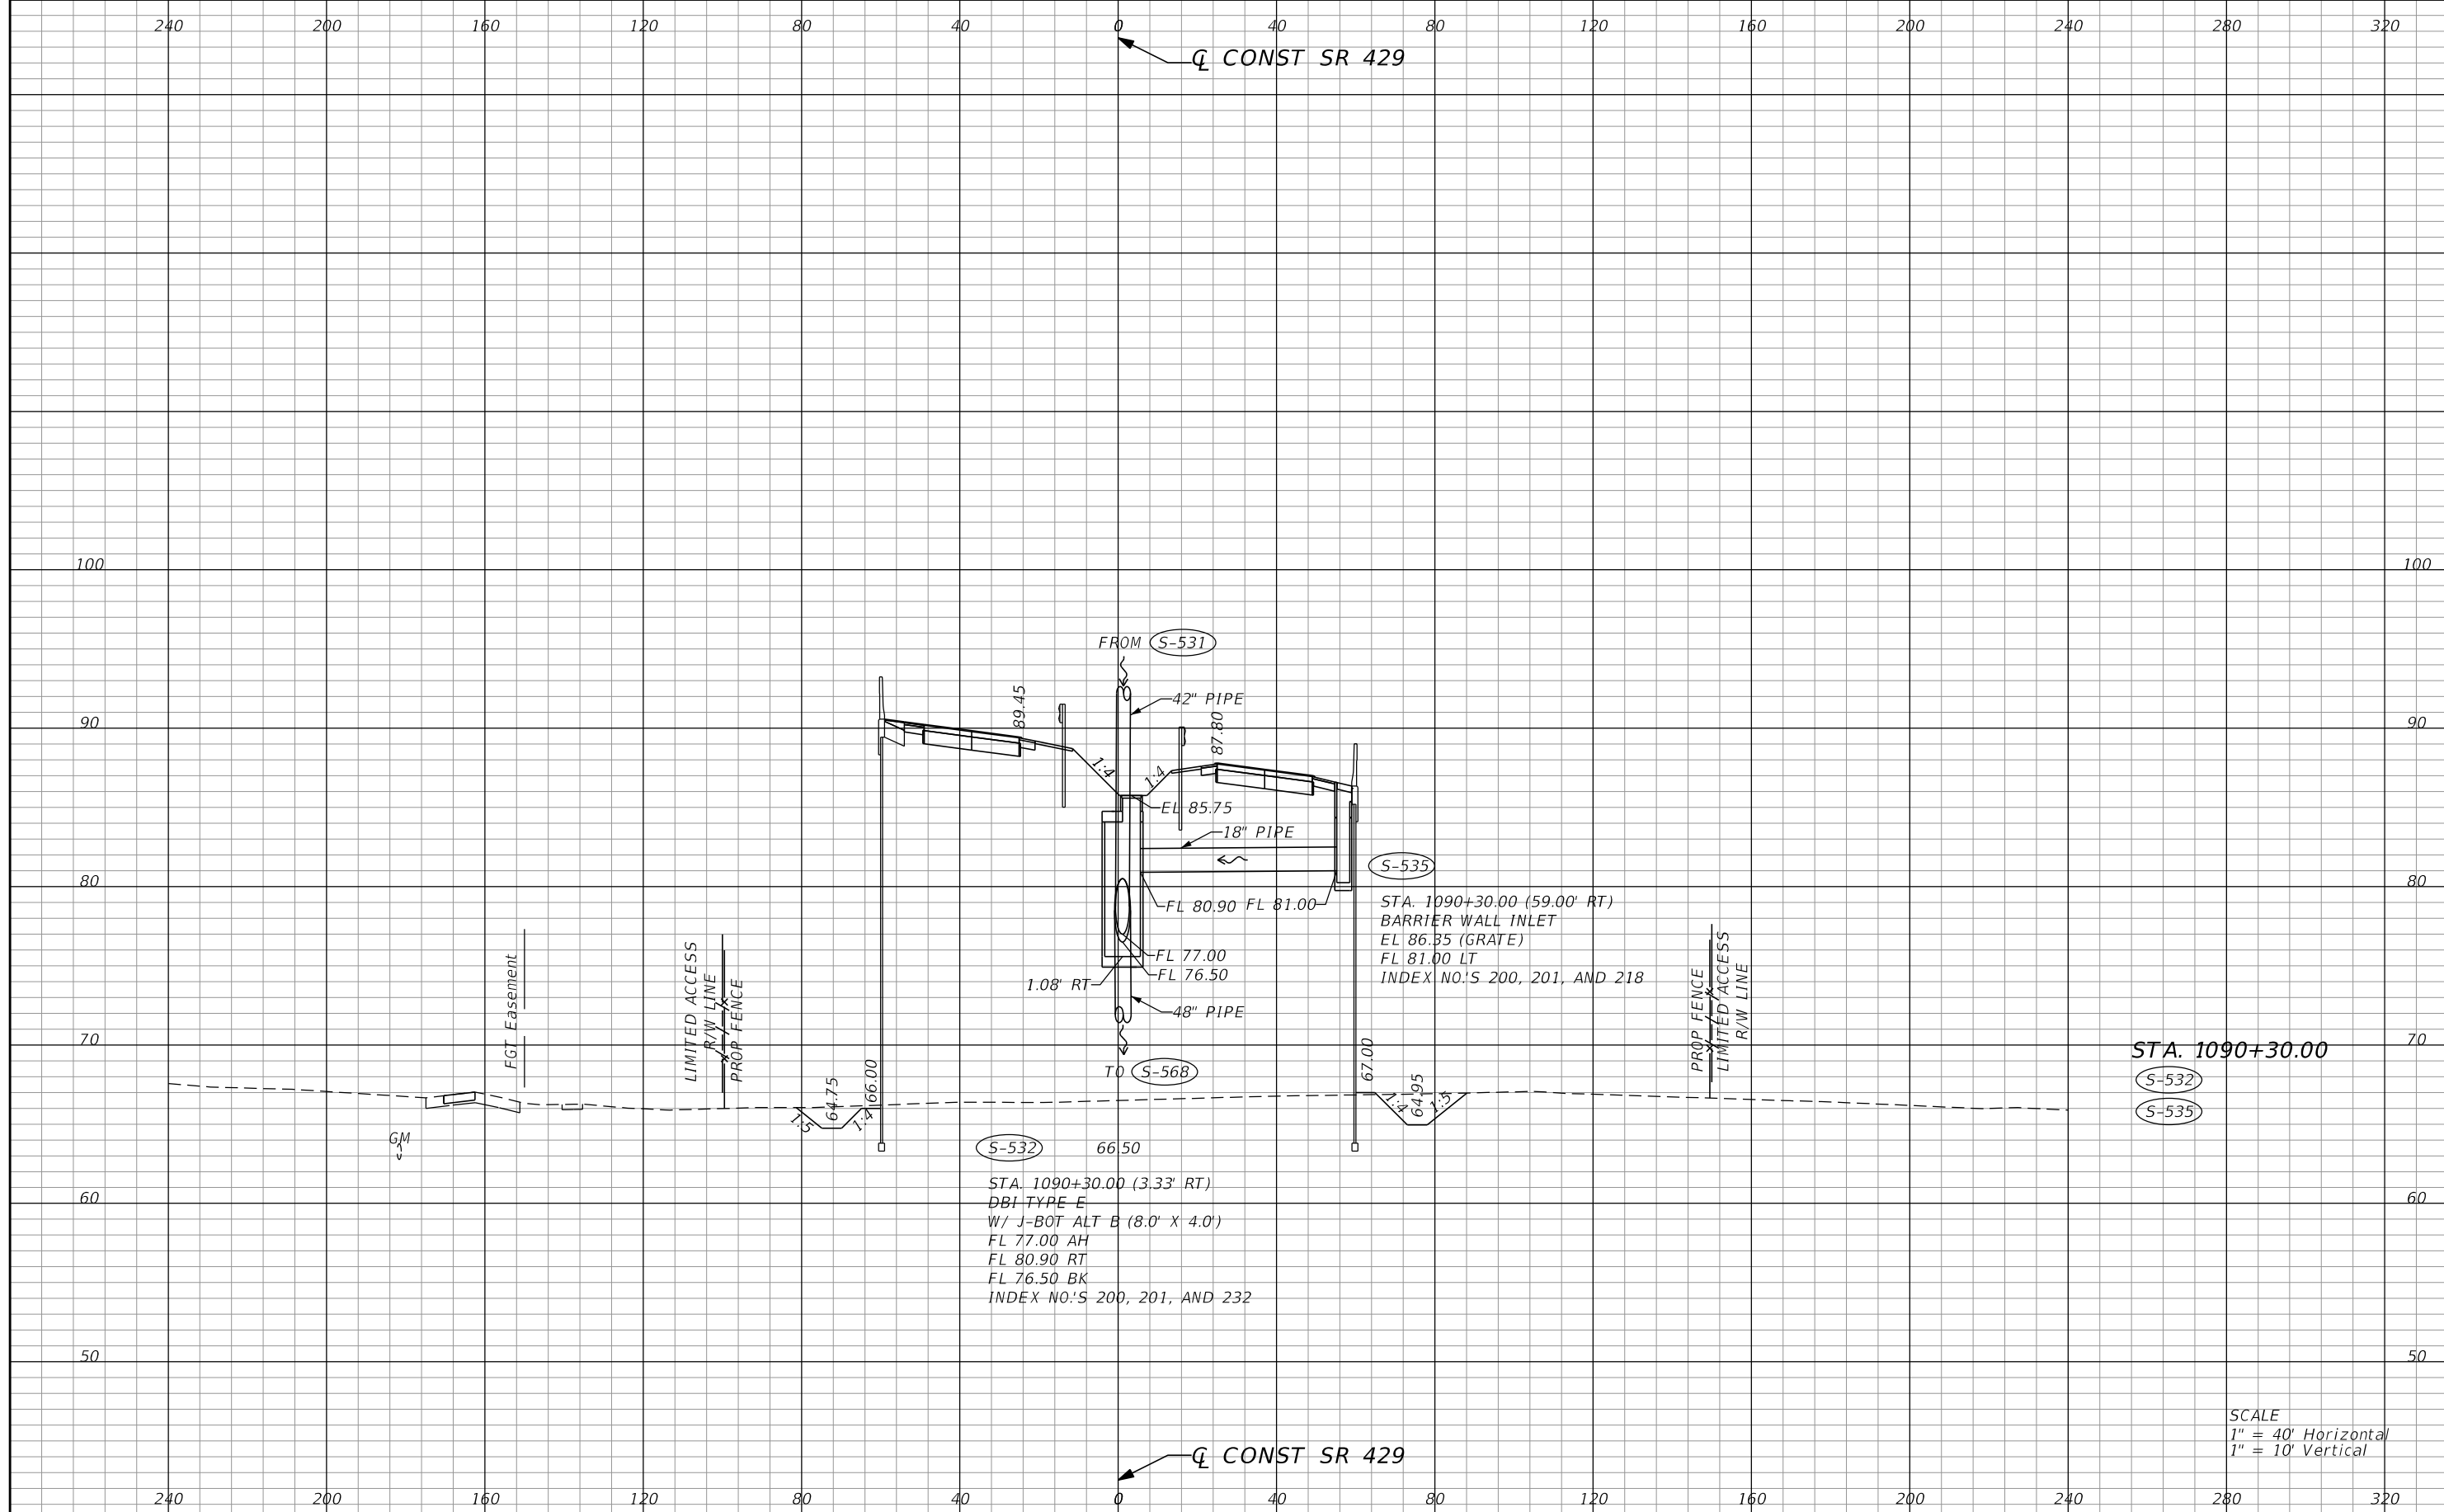 240 200 160 120 80 40 0 40 80 120 160 200 240 280 320
℄ CONST SR 429
100 100
FROM S-531
42" PIPE
90 90
89.45
87.80
1:4
1:4
EL 85.75
18" PIPE
80 80
S-535
STA. 1090+30.00 (59.00' RT)
BARRIER WALL INLET
EL 86.35 (GRATE)
FL 81.00 LT
INDEX NO.'S 200, 201, AND 218
FL 80.90
FL 81.00
FL 77.00
FL 76.50
1.08' RT
48" PIPE
TO S-568
FGT Easement
LIMITED ACCESS
R/W LINE
PROP FENCE
PROP FENCE
LIMITED ACCESS
R/W LINE
70 70
STA. 1090+30.00
S-532
S-535
64.75
66.00
67.00
64.95
1:5
1:4
1:4
1:5
GM
S-532
66.50
STA. 1090+30.00 (3.33' RT)
DBI TYPE E
W/ J-BOT ALT B (8.0' X 4.0')
FL 77.00 AH
FL 80.90 RT
FL 76.50 BK
INDEX NO.'S 200, 201, AND 232
60 60
50 50
SCALE
1" = 40' Horizontal
1" = 10' Vertical
℄ CONST SR 429
240 200 160 120 80 40 0 40 80 120 160 200 240 280 320